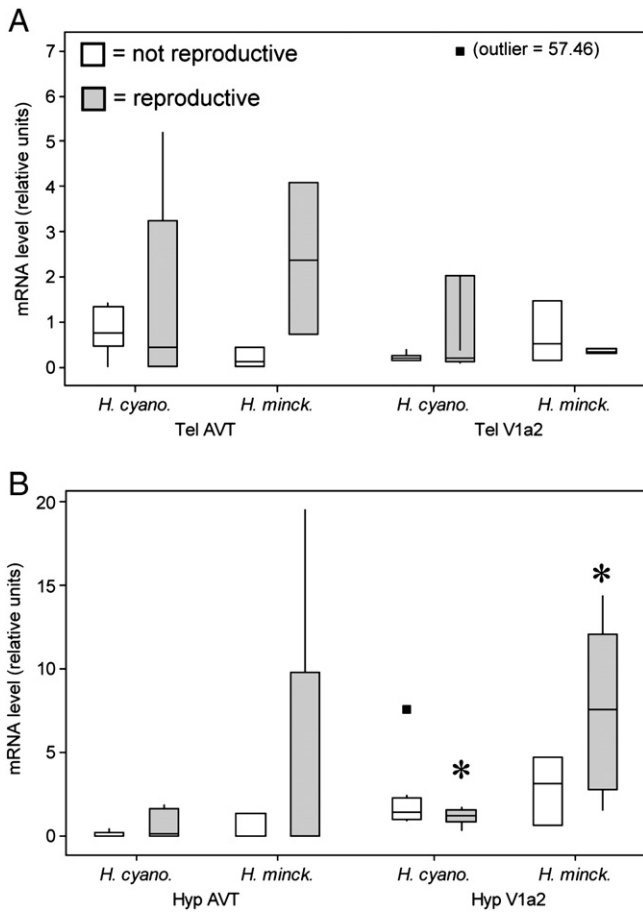 A
mRNA level (relative units)
7
6
5
4
3
2
1
0
= not reproductive
= reproductive
(outlier = 57.46)
H. cyano.
H. minck.
H. cyano.
H. minck.
Tel AVT
Tel V1a2
B
mRNA level (relative units)
20
15
10
5
0
*
*
H. cyano.
H. minck.
H. cyano.
H. minck.
Hyp AVT
Hyp V1a2